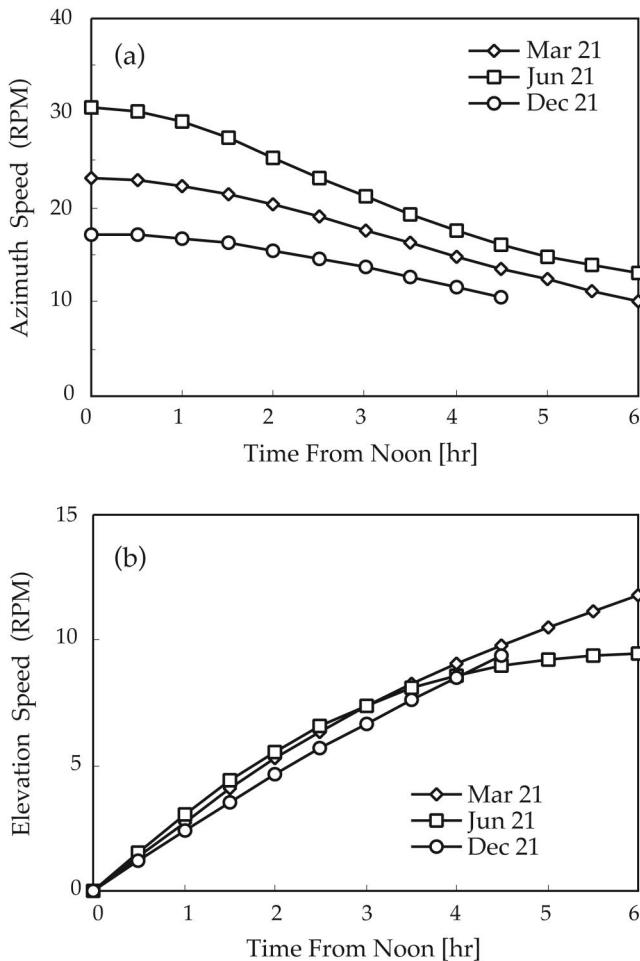 40
(a)
Mar 21
Jun 21
Dec 21
30
20
10
0
Azimuth Speed (RPM)
0 1 2 3 4 5 6
Time From Noon [hr]
15
(b)
10
5
0
Elevation Speed (RPM)
Mar 21
Jun 21
Dec 21
0 1 2 3 4 5 6
Time From Noon [hr]